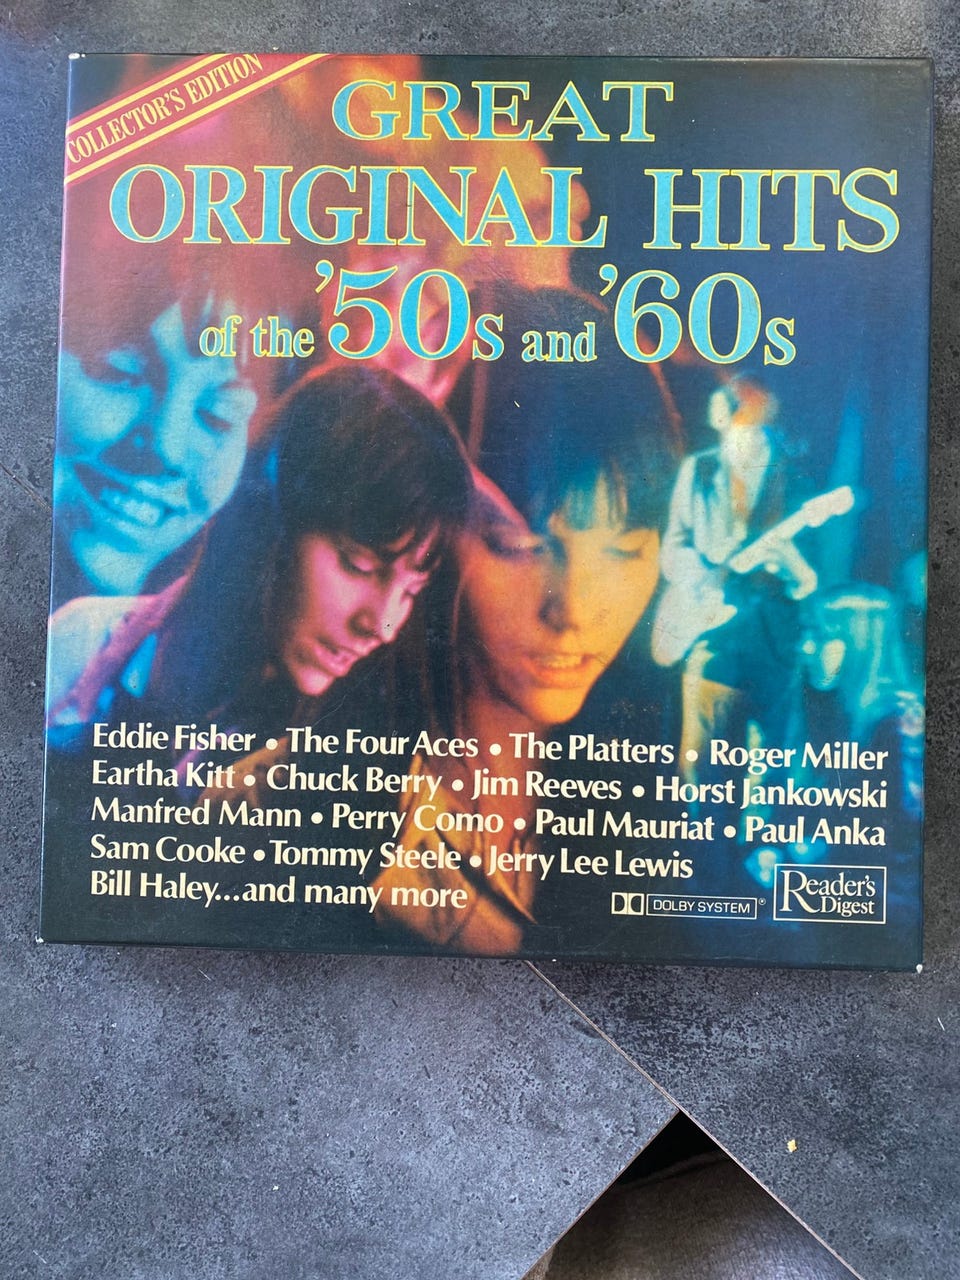 COLLECTOR'S EDITION
GREAT
ORIGINAL HITS
of the '50s and '60s
Eddie Fisher • The Four Aces • The Platters • Roger Miller
Eartha Kitt • Chuck Berry • Jim Reeves • Horst Jankowski
Manfred Mann • Perry Como • Paul Mauriat • Paul Anka
Sam Cooke • Tommy Steele • Jerry Lee Lewis
Bill Haley...and many more
DOLBY SYSTEM ®
Reader's
Digest